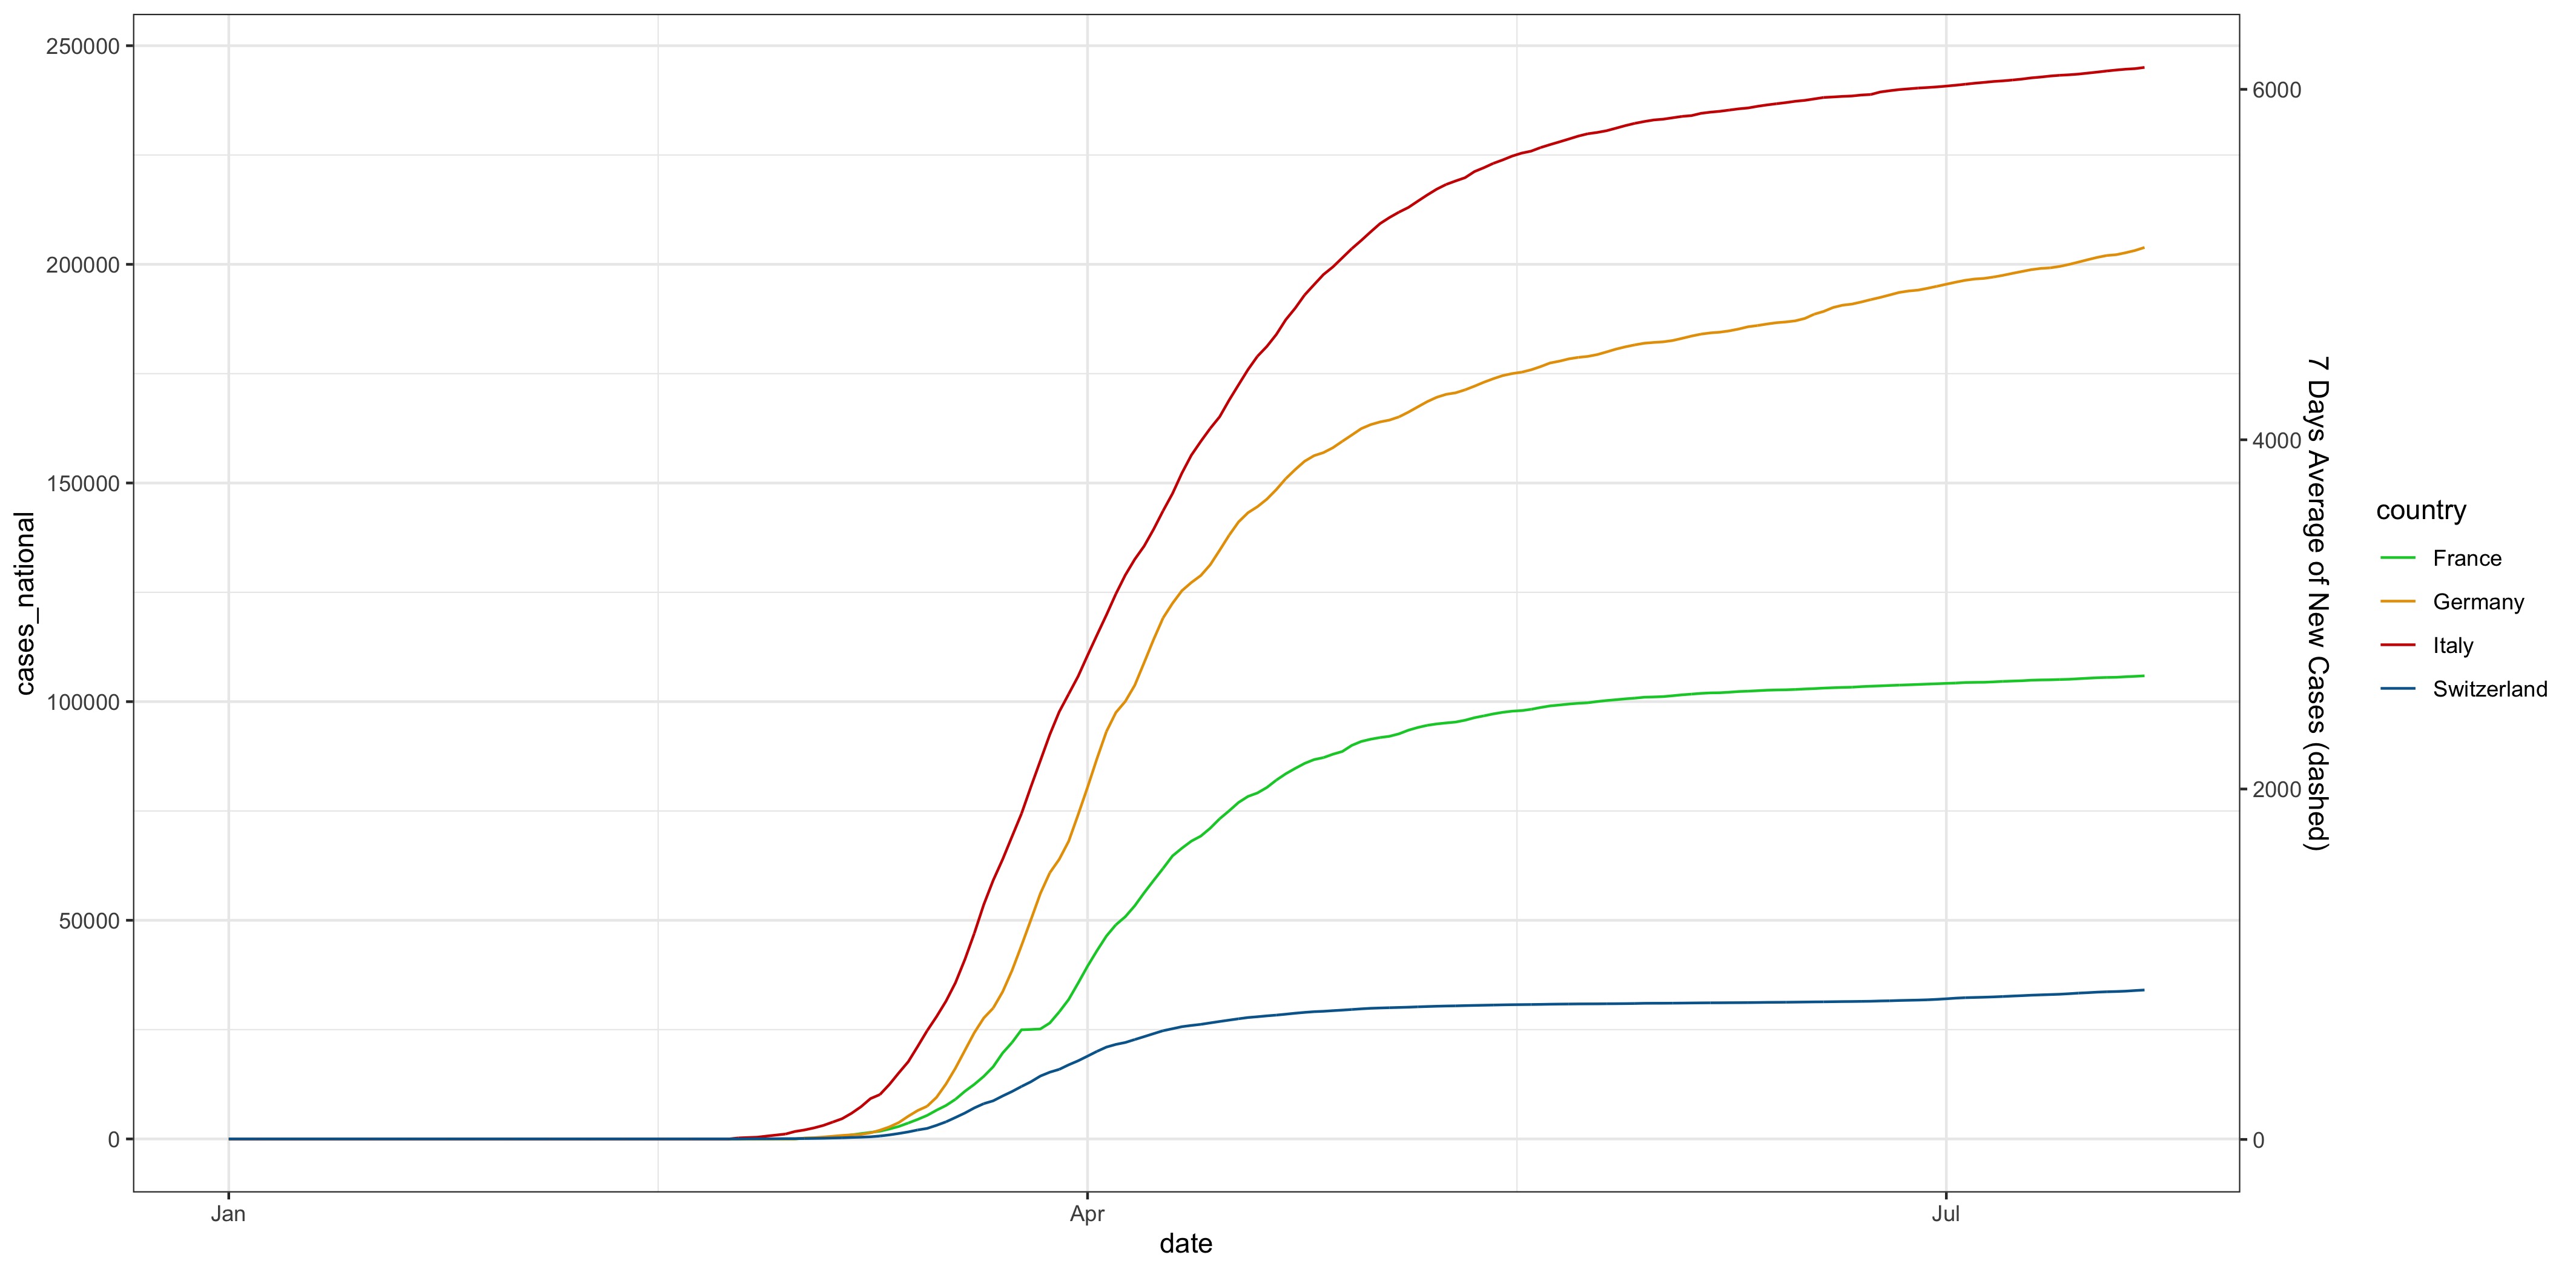 250000
200000
150000
100000
50000
0
cases_national
Jan
Apr
Jul
date
6000
4000
2000
0
7 Days Average of New Cases (dashed)
country
France
Germany
Italy
Switzerland